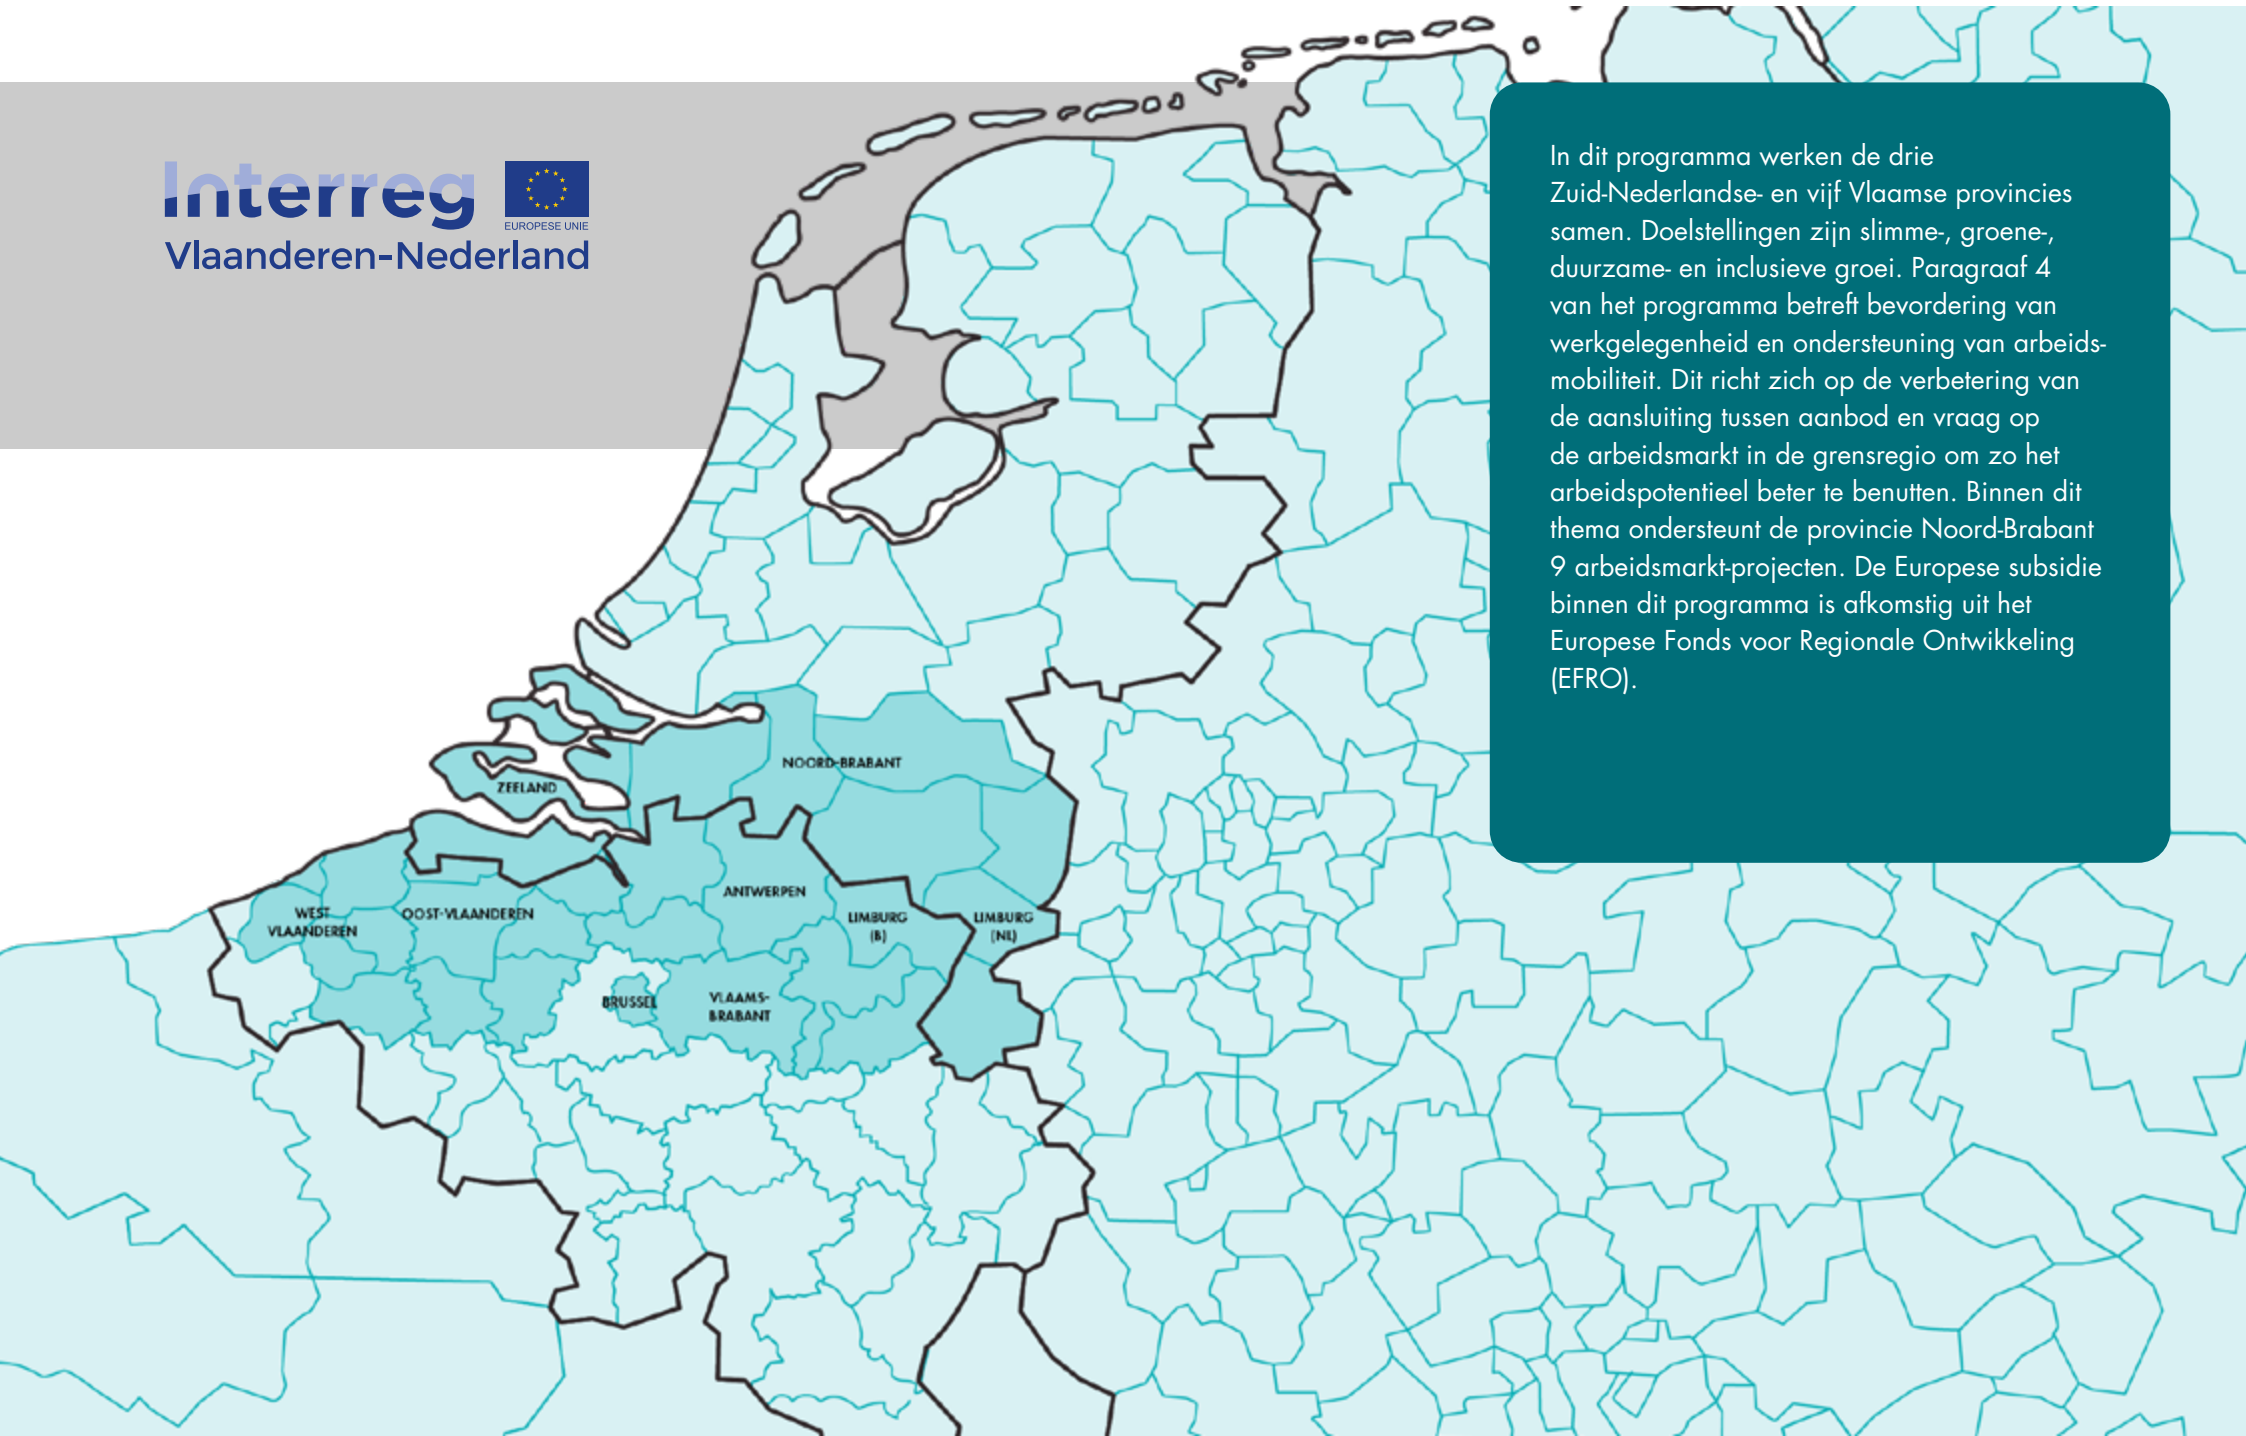 Interreg
EUROPESE UNIE
Vlaanderen-Nederland
In dit programma werken de drie
Zuid-Nederlandse- en vijf Vlaamse provincies
samen. Doelstellingen zijn slimme-, groene-,
duurzame- en inclusieve groei. Paragraaf 4
van het programma betreft bevordering van
werkgelegenheid en ondersteuning van arbeids-
mobiliteit. Dit richt zich op de verbetering van
de aansluiting tussen aanbod en vraag op
de arbeidsmarkt in de grensregio om zo het
arbeidspotentieel beter te benutten. Binnen dit
thema ondersteunt de provincie Noord-Brabant
9 arbeidsmarkt-projecten. De Europese subsidie
binnen dit programma is afkomstig uit het
Europese Fonds voor Regionale Ontwikkeling
(EFRO).
NOORD-BRABANT
ZEELAND
ANTWERPEN
WEST
VLAANDEREN
OOST-VLAANDEREN
LIMBURG
(B)
LIMBURG
(NL)
BRUSSEL
VLAAMS-
BRABANT